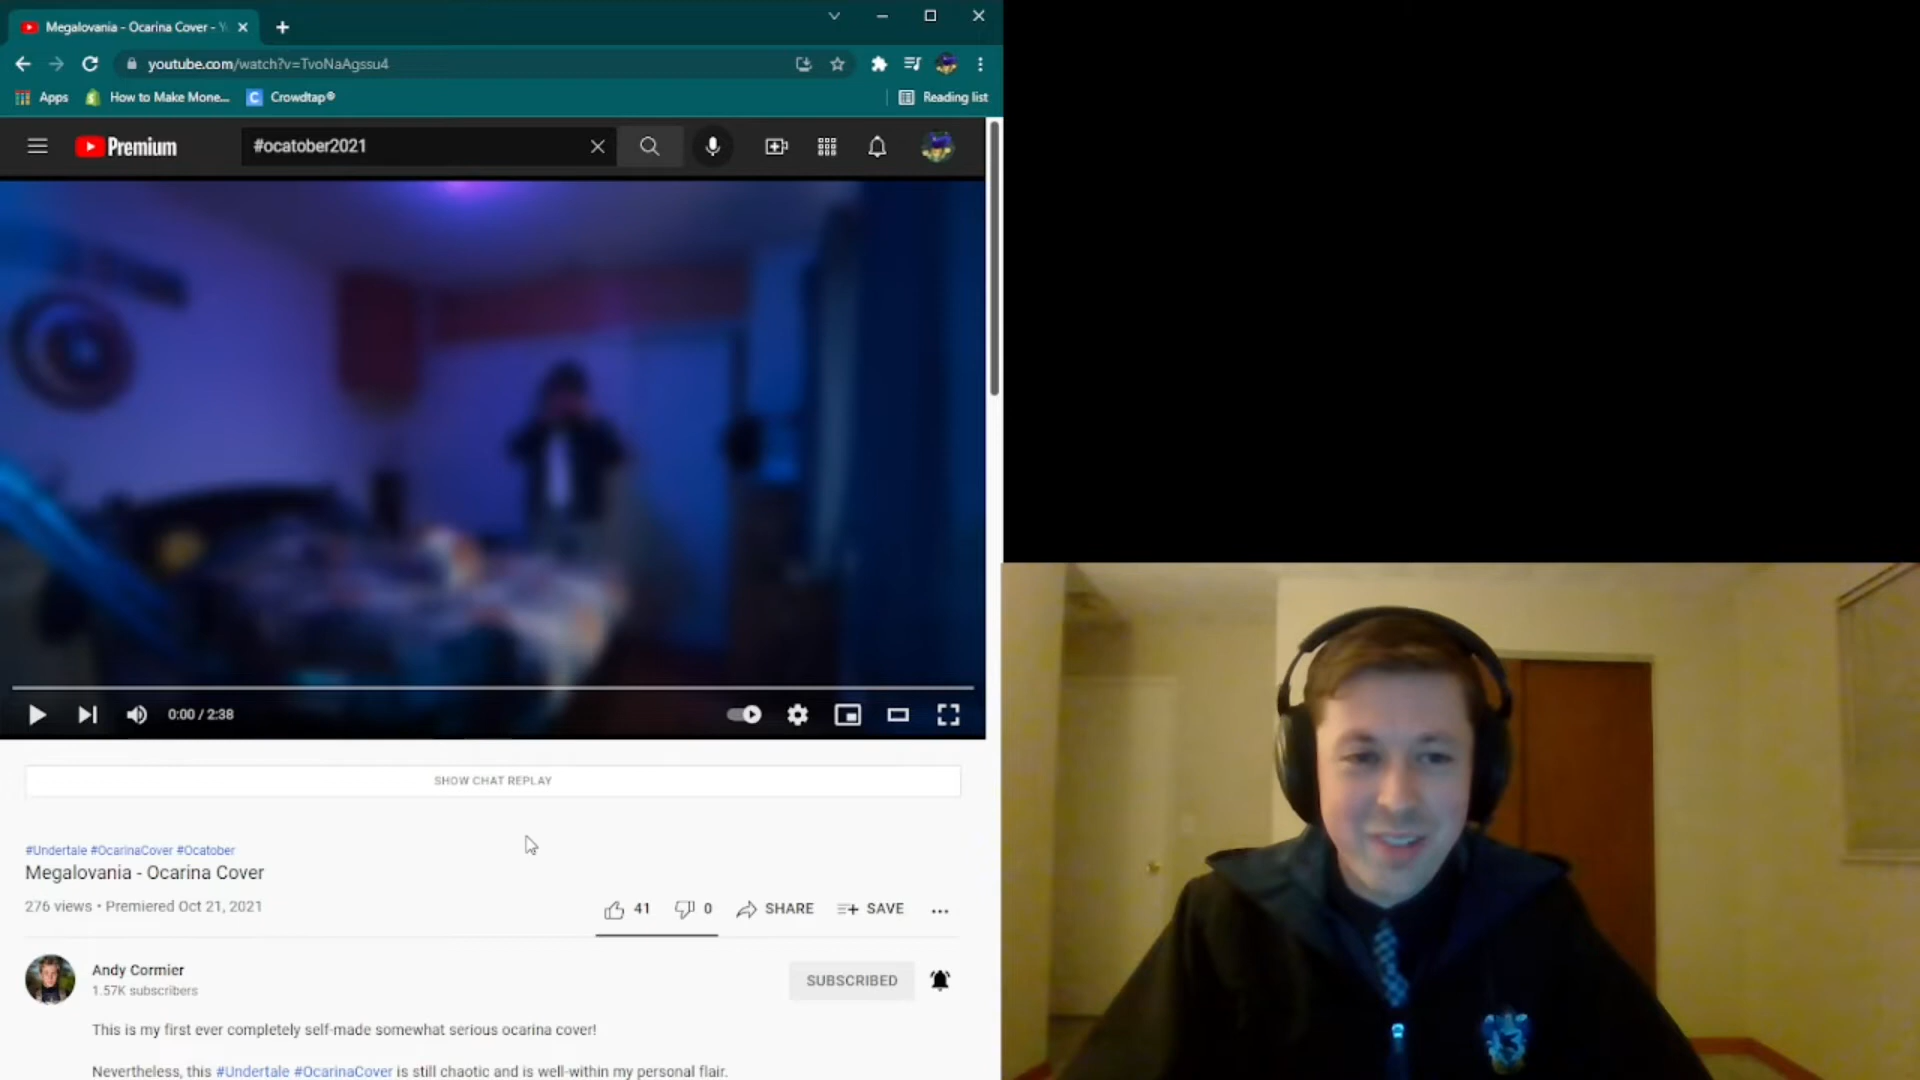 Megalovania - Ocarina Cover - Y
youtube.com/watch?v=TvoNaAgssu4
Apps
How to Make Mone...
Crowdtap®
Reading list
Premium
#ocatober2021
0:00 / 2:38
SHOW CHAT REPLAY
#Undertale #OcarinaCover #Ocatober
Megalovania - Ocarina Cover
276 views • Premiered Oct 21, 2021
41
0
SHARE
SAVE
Andy Cormier
1.57K subscribers
SUBSCRIBED
This is my first ever completely self-made somewhat serious ocarina cover!
Nevertheless, this #Undertale #OcarinaCover is still chaotic and is well-within my personal flair.